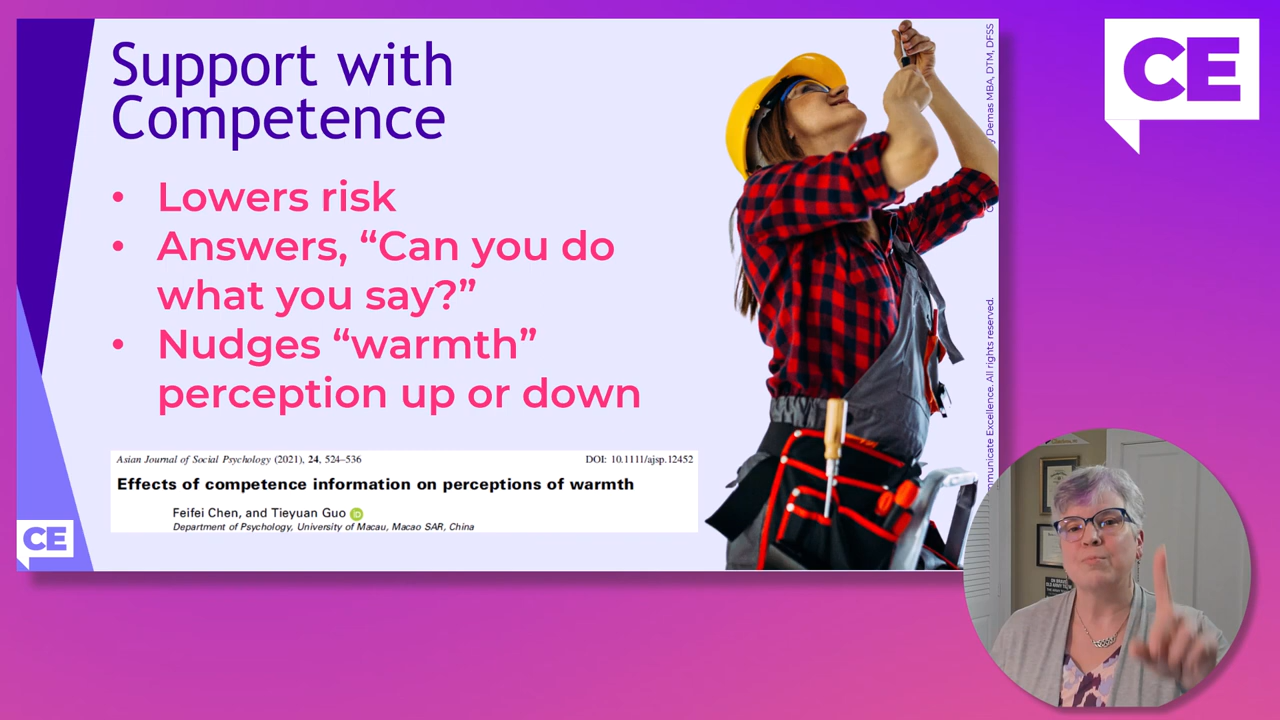 Support with
Competence
• Lowers risk
• Answers, “Can you do
what you say?”
• Nudges “warmth”
perception up or down
Asian Journal of Social Psychology (2021), 24, 524–536
DOI: 10.1111/ajsp.12452
Effects of competence information on perceptions of warmth
Feifei Chen, and Tieyuan Guo iD
Department of Psychology, University of Macau, Macao SAR, China
CE
Demas MBA, DTM, DFSS
Excellence. All rights reserved.
CE